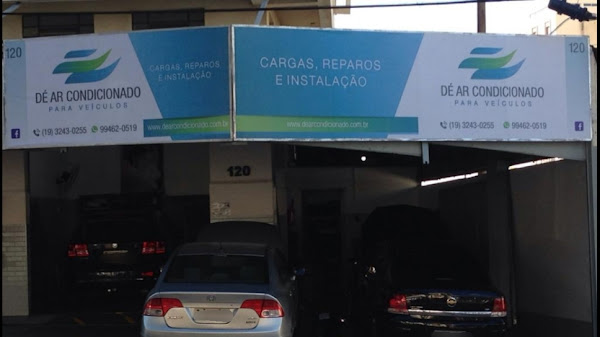 120
DÉ AR CONDICIONADO
PARA VEÍCULOS
(19) 3243-0255 99462-0519
CARGAS, REPAROS
E INSTALAÇÃO
www.dearcondicionado.com.br
CARGAS, REPAROS
E INSTALAÇÃO
www.dearcondicionado.com.br
120
DÉ AR CONDICIONADO
PARA VEÍCULOS
(19) 3243-0255 99462-0519
120